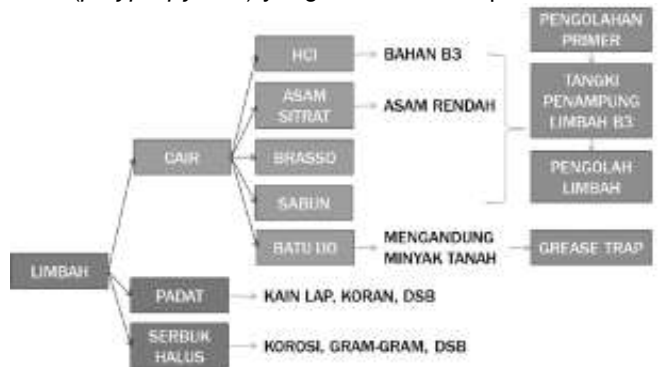 PENGOLAHAN
PRIMER
HCl
BAHAN B3
ASAM
SITRAT
ASAM RENDAH
TANGKI
PENAMPUNG
LIMBAH B3
CAIR
BRASSO
PENGOLAH
LIMBAH
SABUN
BATU IJO
MENGANDUNG
MINYAK TANAH
GREASE TRAP
LIMBAH
PADAT
KAIN LAP, KORAN, DSB
SERBUK
HALUS
KOROSI, GRAM-GRAM, DSB